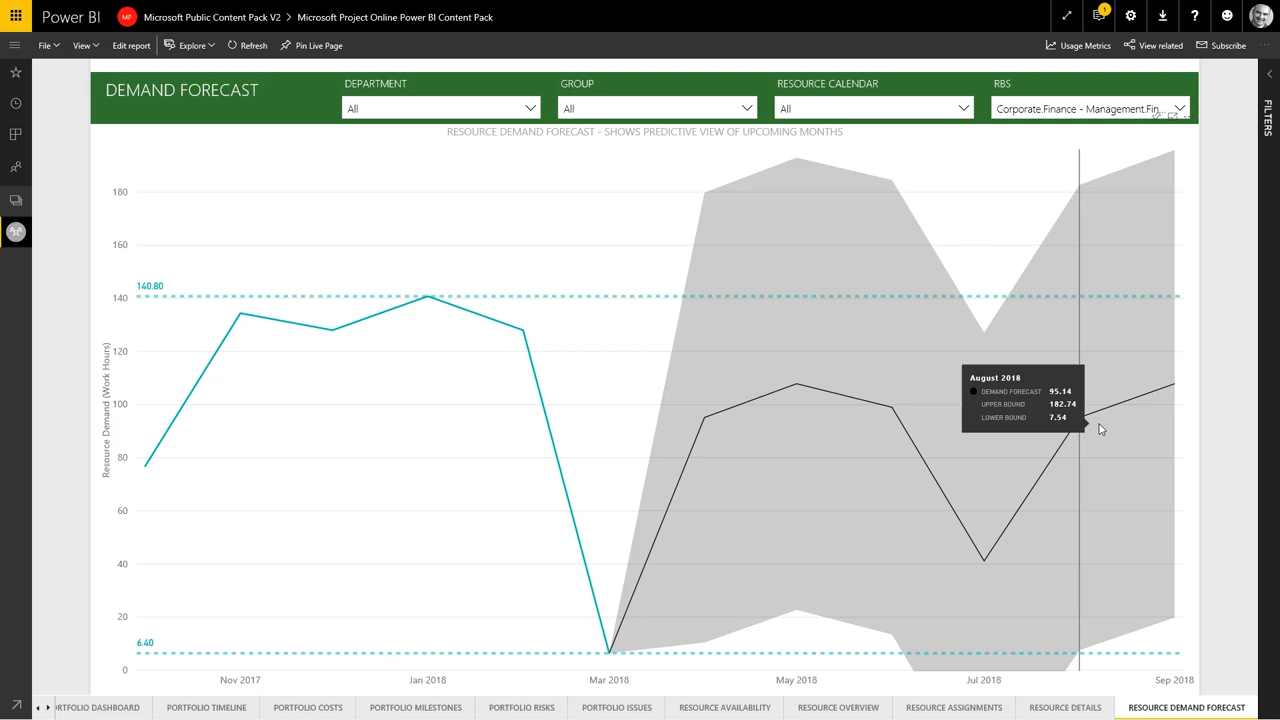 Power BI MP Microsoft Public Content Pack V2 > Microsoft Project Online Power BI Content Pack 1
File View Edit report Explore Refresh Pin Live Page Usage Metrics View related Subscribe
DEMAND FORECAST
DEPARTMENT GROUP RESOURCE CALENDAR RBS
All All All Corporate.Finance - Management.Fin...
FILTERS
RESOURCE DEMAND FORECAST - SHOWS PREDICTIVE VIEW OF UPCOMING MONTHS
Resource Demand (Work Hours)
180
160
140.80
140
120
100
80
60
40
20
6.40
0
August 2018
DEMAND FORECAST 95.14
UPPER BOUND 182.74
LOWER BOUND 7.54
Nov 2017 Jan 2018 Mar 2018 May 2018 Jul 2018 Sep 2018
ORTFOLIO DASHBOARD PORTFOLIO TIMELINE PORTFOLIO COSTS PORTFOLIO MILESTONES PORTFOLIO RISKS PORTFOLIO ISSUES RESOURCE AVAILABILITY RESOURCE OVERVIEW RESOURCE ASSIGNMENTS RESOURCE DETAILS RESOURCE DEMAND FORECAST